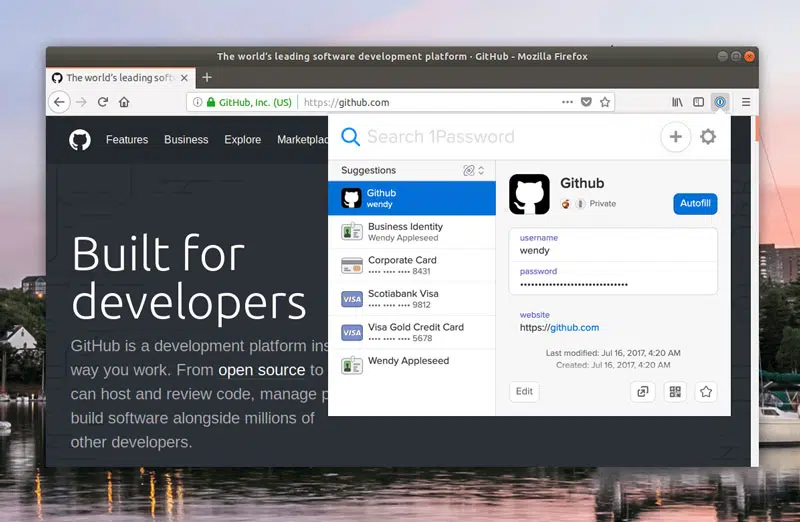 The world's leading software development platform · GitHub - Mozilla Firefox
The world's leading soft
GitHub, Inc. (US)
https://github.com
Features Business Explore Marketplac
Built for
developers
GitHub is a development platform ins
way you work. From open source to
can host and review code, manage p
build software alongside millions of
other developers.
Search 1Password
Suggestions
Github
wendy
Business Identity
Wendy Appleseed
Corporate Card
•••• •••• •••• 8431
Scotiabank Visa
•••• •••• •••• 9812
Visa Gold Credit Card
•••• •••• •••• 5678
Wendy Appleseed
VISA
VISA
Github
Private
Autofill
username
wendy
password
••••••••••••••••••••••••••••••
website
https://github.com
Last modified: Jul 16, 2017, 4:20 AM
Created: Jul 16, 2017, 4:20 AM
Edit